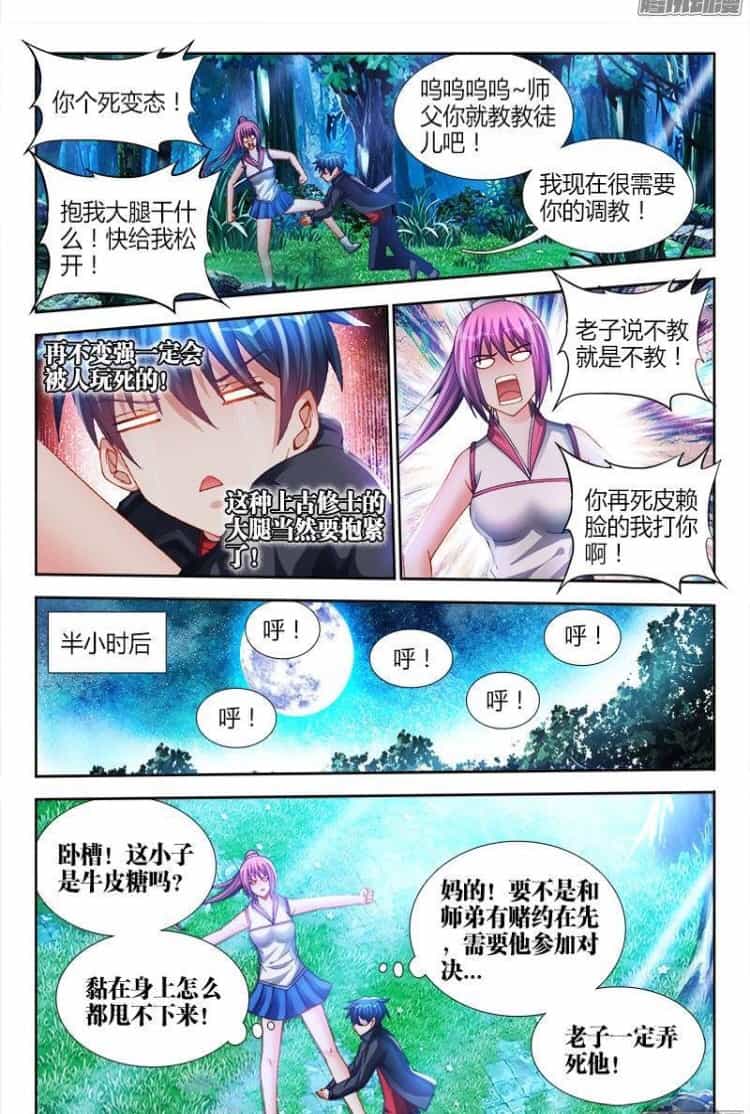 你个死变态！
抱我大腿干什
么！快给我松
开！
呜呜呜呜~师
父你就教教徒
儿吧！
我现在很需要
你的调教！
再不变强一定会
被人玩死的！
这种上古修士的
大腿当然要抱紧
了！
老子说不教
就是不教！
你再死皮赖
脸的我打你
啊！
半小时后
呼！
呼！
呼！
呼！
呼！
卧槽！这小子
是牛皮糖吗？
黏在身上怎么
都甩不下来！
妈的！要不是和
师弟有赌约在先
，需要他参加对
决...
老子一定弄
死他！